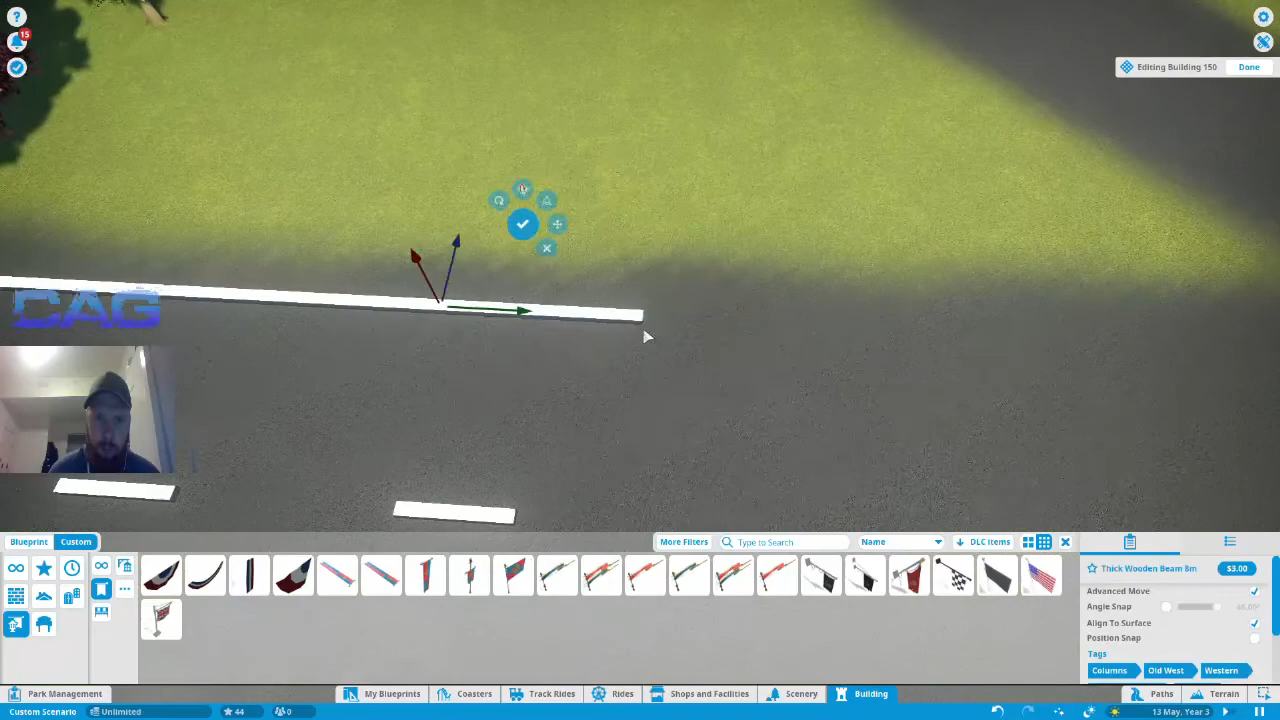 ?
15
Editing Building 150
Done
CAG
Blueprint
Custom
More Filters
Type to Search
Name
DLC Items
Thick Wooden Beam 8m
$3.00
Advanced Move
Angle Snap
Align To Surface
Position Snap
Tags
Columns
Old West
Western
Park Management
My Blueprints
Coasters
Track Rides
Rides
Shops and Facilities
Scenery
Building
Paths
Terrain
Custom Scenario
Unlimited
44
0
13 May, Year 3